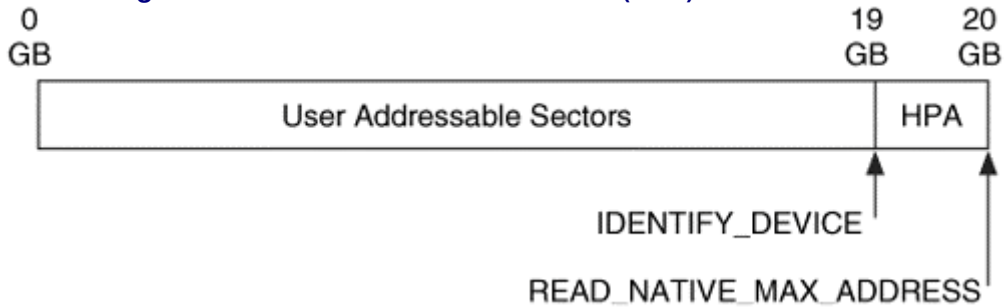 0 GB
19 GB
20 GB
User Addressable Sectors
HPA
IDENTIFY_DEVICE
READ_NATIVE_MAX_ADDRESS